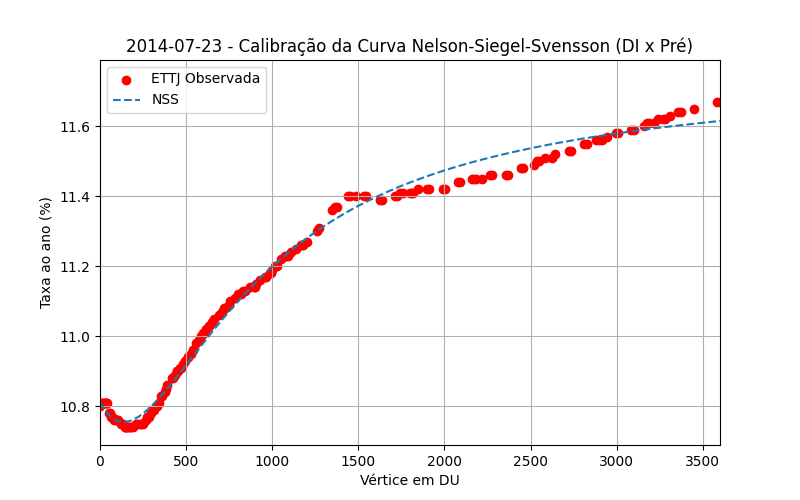 2014-07-23 - Calibração da Curva Nelson-Siegel-Svensson (DI x Pré)
ETTJ Observada
NSS
Taxa ao ano (%)
11.6
11.4
11.2
11.0
10.8
0 500 1000 1500 2000 2500 3000 3500
Vértice em DU